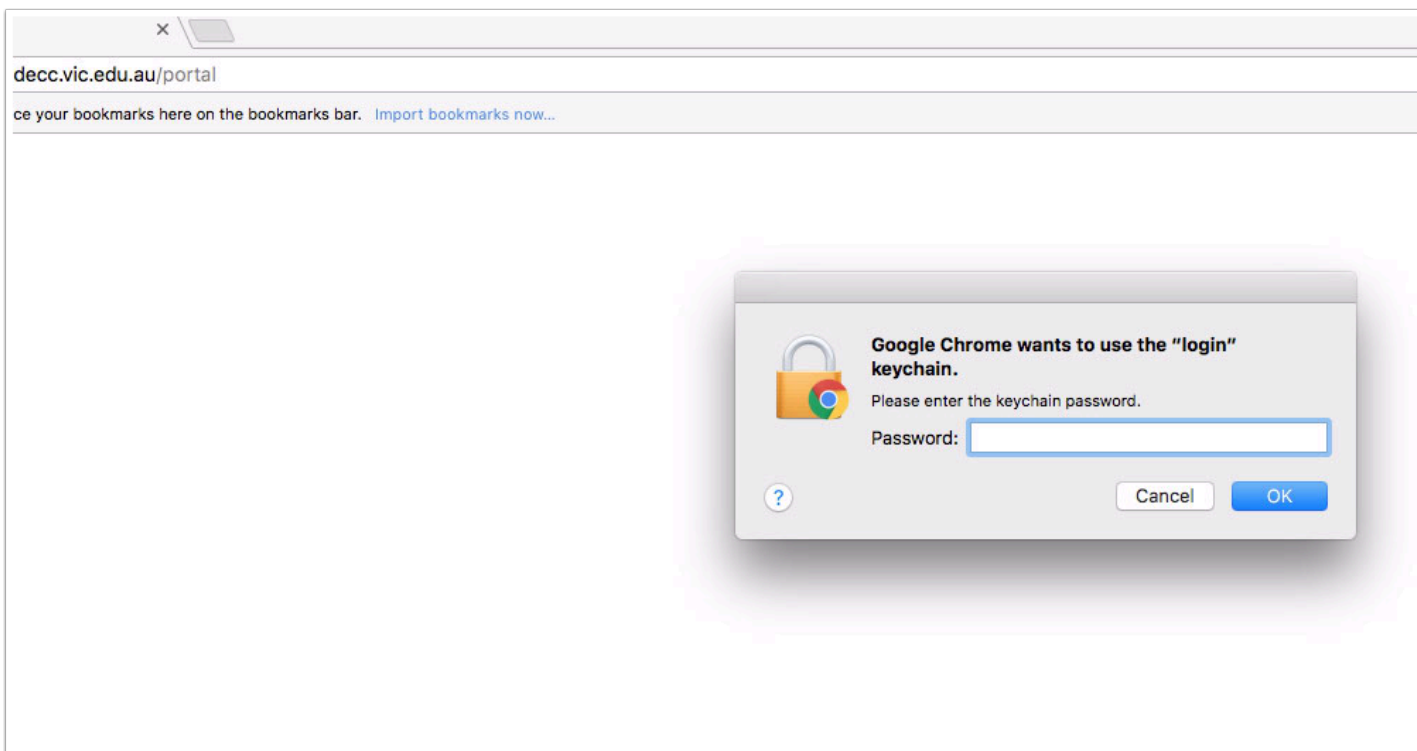 decc.vic.edu.au/portal
ce your bookmarks here on the bookmarks bar. Import bookmarks now...
Google Chrome wants to use the “login”
keychain.
Please enter the keychain password.
Password:
?
Cancel
OK